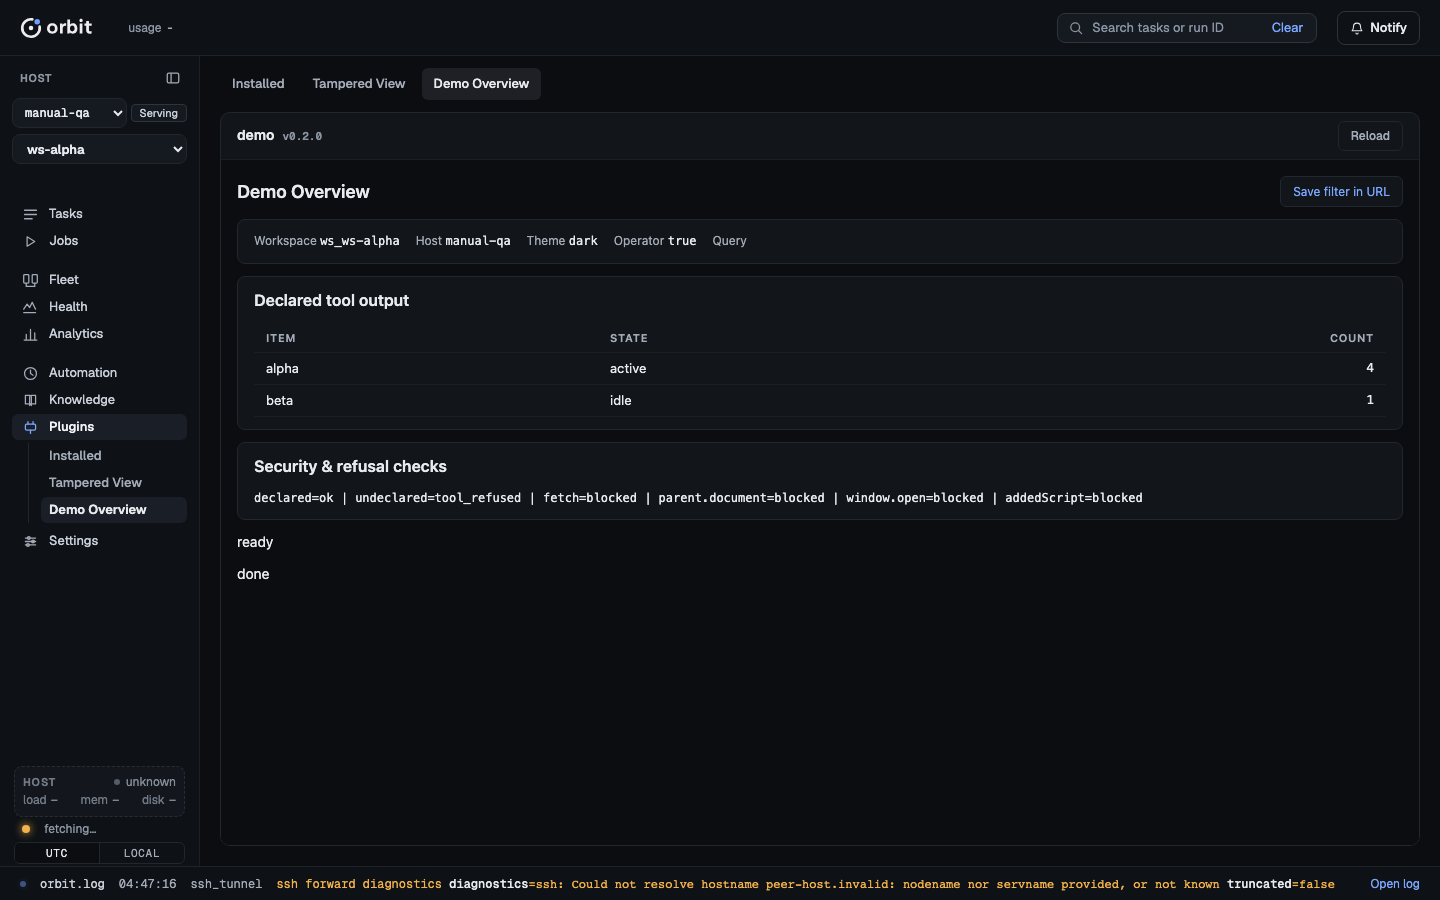 orbit
usage -
Search tasks or run ID
Clear
Notify
HOST
manual-qa
Serving
ws-alpha
Tasks
Jobs
Fleet
Health
Analytics
Automation
Knowledge
Plugins
Installed
Tampered View
Demo Overview
Settings
HOST
unknown
load –
mem –
disk –
fetching…
UTC
LOCAL
Installed
Tampered View
Demo Overview
demo v0.2.0
Reload
Demo Overview
Save filter in URL
Workspace ws_ws-alpha Host manual-qa Theme dark Operator true Query
Declared tool output
ITEM STATE COUNT
alpha active 4
beta idle 1
Security & refusal checks
declared=ok | undeclared=tool_refused | fetch=blocked | parent.document=blocked | window.open=blocked | addedScript=blocked
ready
done
orbit.log 04:47:16 ssh_tunnel ssh forward diagnostics diagnostics=ssh: Could not resolve hostname peer-host.invalid: nodename nor servname provided, or not known truncated=false
Open log